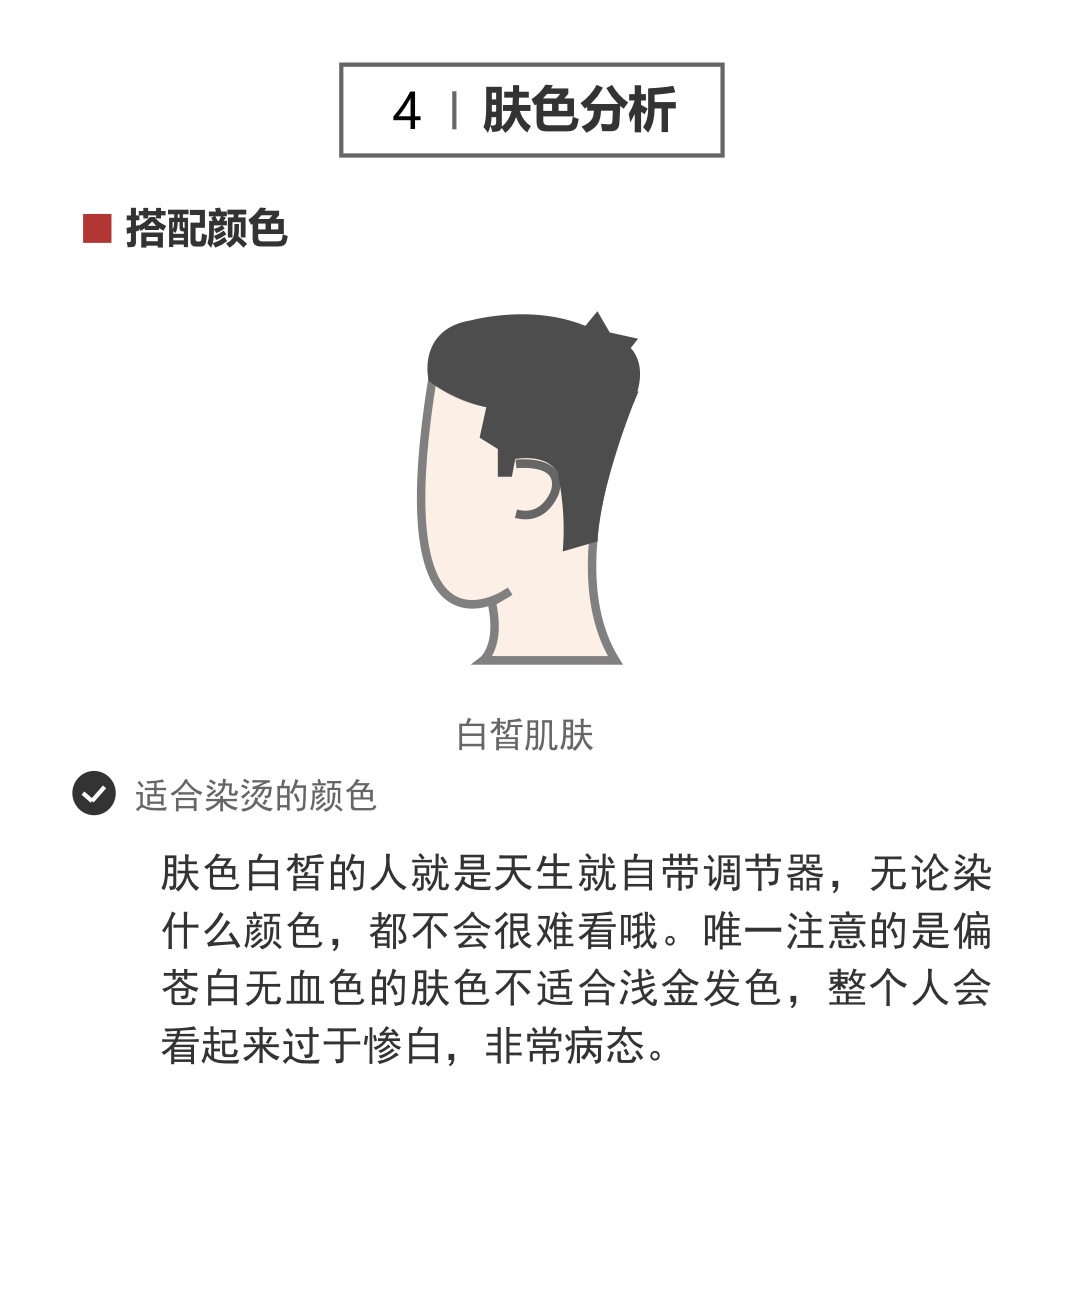 4 | 肤色分析
搭配颜色
白皙肌肤
适合染烫的颜色
肤色白皙的人就是天生就自带调节器，无论染
什么颜色，都不会很难看哦。唯一注意的是偏
苍白无血色的肤色不适合浅金发色，整个人会
看起来过于惨白，非常病态。